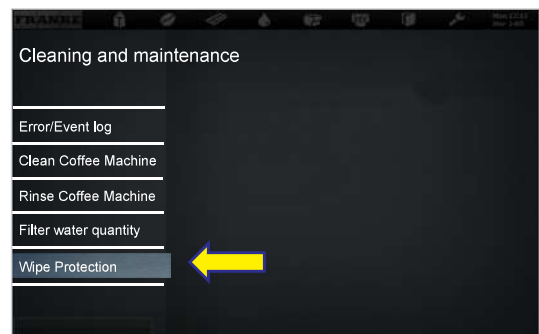 FRANKE
Cleaning and maintenance
Error/Event log
Clean Coffee Machine
Rinse Coffee Machine
Filter water quantity
Wipe Protection